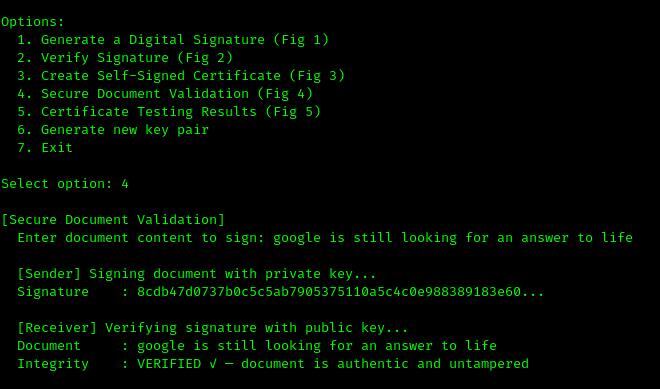 Options:
1. Generate a Digital Signature (Fig 1)
2. Verify Signature (Fig 2)
3. Create Self-Signed Certificate (Fig 3)
4. Secure Document Validation (Fig 4)
5. Certificate Testing Results (Fig 5)
6. Generate new key pair
7. Exit
Select option: 4
[Secure Document Validation]
Enter document content to sign: google is still looking for an answer to life
[Sender] Signing document with private key...
Signature    : 8cdb47d0737b0c5c5ab7905375110a5c4c0e988389183e60...
[Receiver] Verifying signature with public key...
Document     : google is still looking for an answer to life
Integrity    : VERIFIED √ — document is authentic and untampered